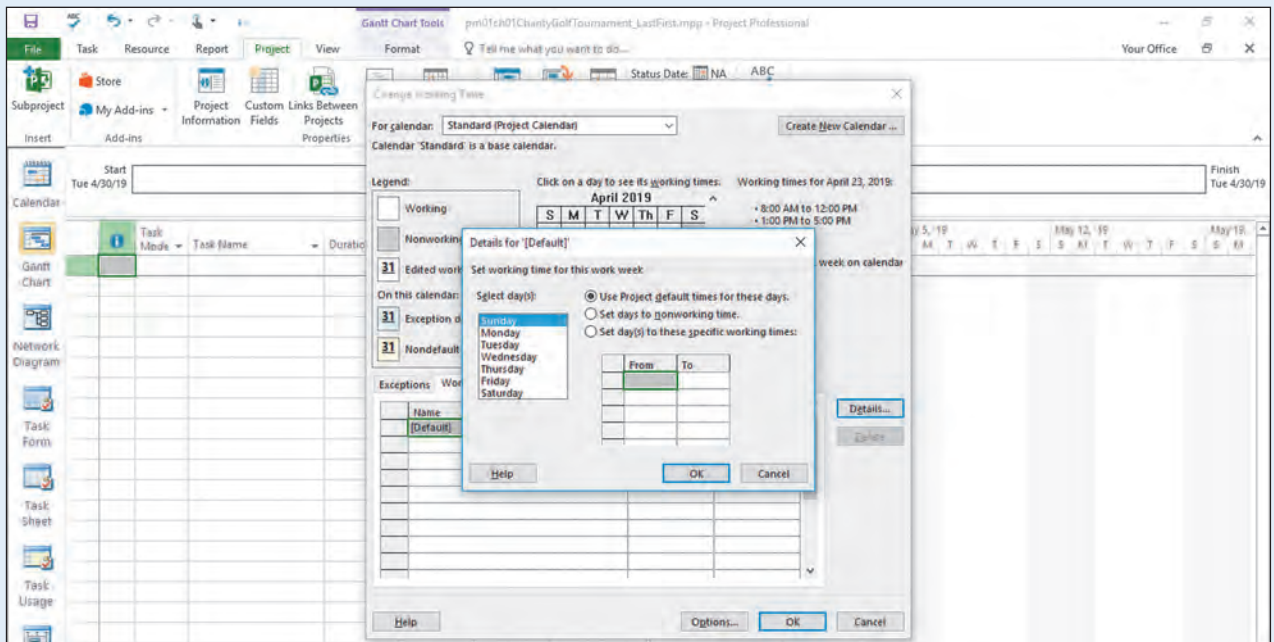 Gantt Chart Tools pm01ch01CharityGolfTournament_LastFirst.mpp - Project Professional
File Task Resource Report Project View Format Tell me what you want to do... Your Office
Subproject
Insert
Store
My Add-ins
Add-ins
Project Information
Custom Fields
Links Between Projects
Properties
Status Date: NA
ABC
Change Working Time
For calendar: Standard (Project Calendar) Create New Calendar ...
Calendar 'Standard' is a base calendar.
Start
Tue 4/30/19
Finish
Tue 4/30/19
Legend:
Working
Nonworking
31 Edited work
On this calendar:
31 Exception d
31 Nondefault
Click on a day to see its working times:
April 2019
S M T W Th F S
Working times for April 23, 2019:
• 8:00 AM to 12:00 PM
• 1:00 PM to 5:00 PM
week on calendar
Task Mode Task Name Duratio
ay 5, '19 May 12, '19 May 19,
M T W T F S S M T W T F S S M
Details for '[Default]'
Set working time for this work week
Select day(s):
Sunday
Monday
Tuesday
Wednesday
Thursday
Friday
Saturday
Use Project default times for these days.
Set days to nonworking time.
Set day(s) to these specific working times:
From To
Help OK Cancel
Exceptions Wor
Name
[Default]
Details...
Delete
Help Options... OK Cancel
Calendar
Gantt Chart
Network Diagram
Task Form
Task Sheet
Task Usage